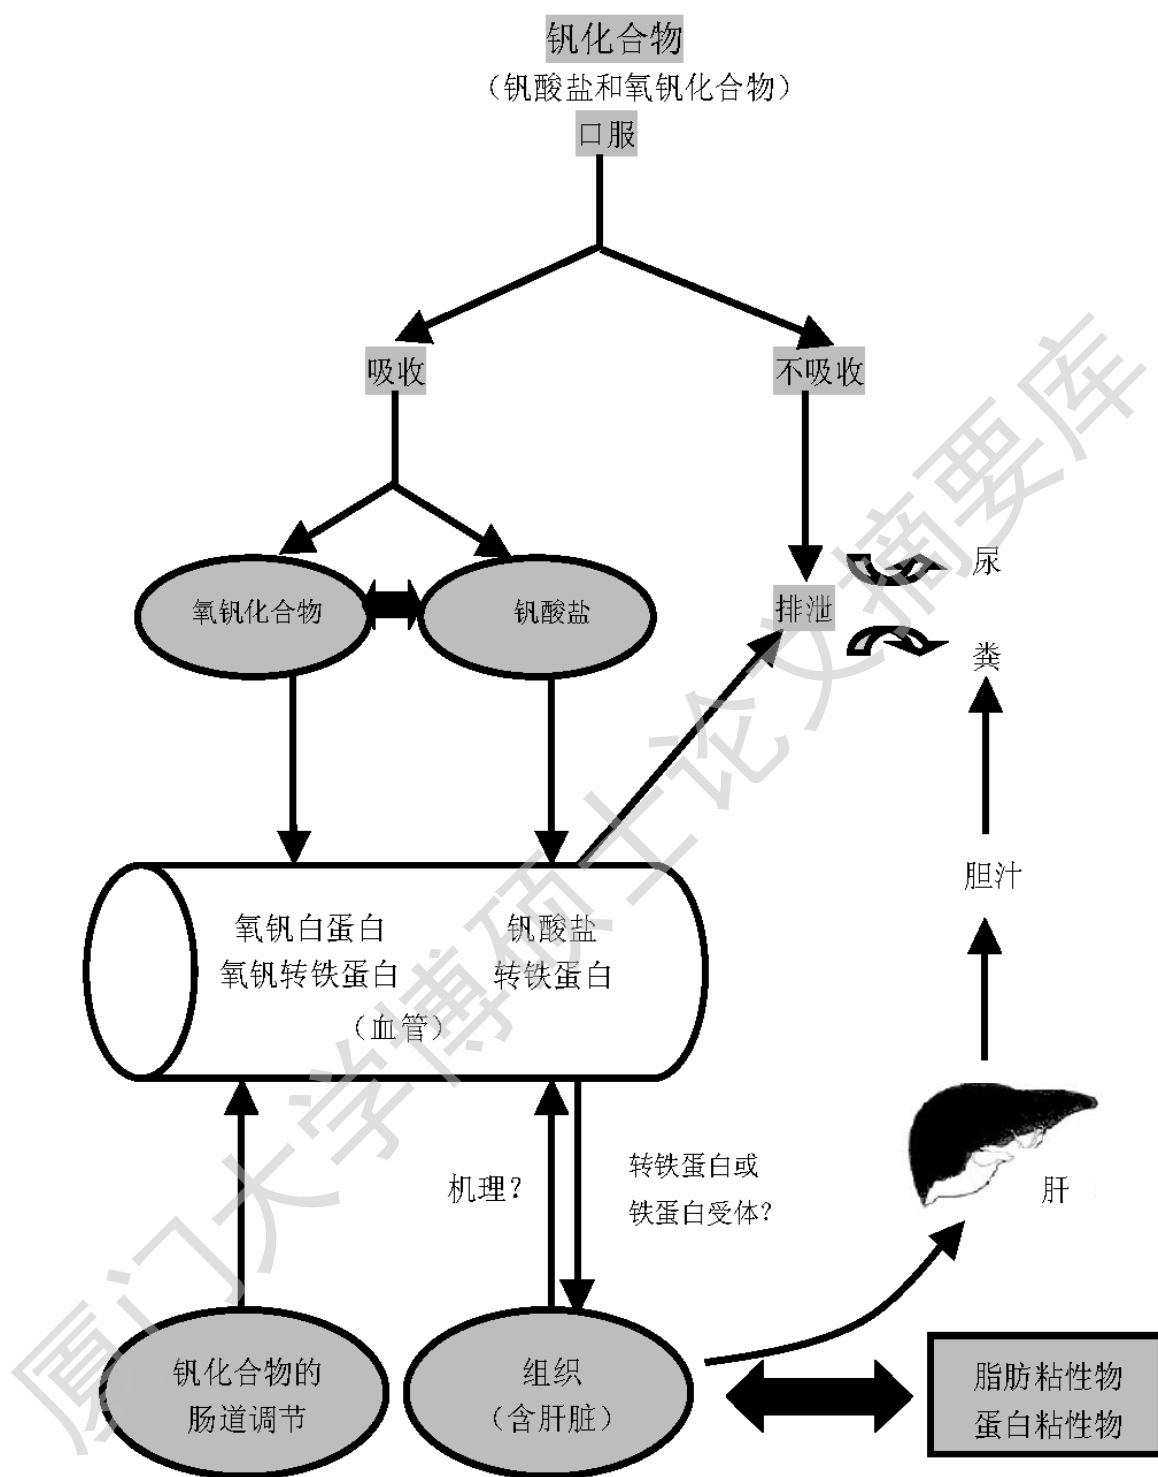 钒化合物
（钒酸盐和氧钒化合物）
口服
吸收
不吸收
氧钒化合物
钒酸盐
排泄
尿
粪
胆汁
氧钒白蛋白
氧钒转铁蛋白
钒酸盐
转铁蛋白
（血管）
机理？
转铁蛋白或
铁蛋白受体？
肝
钒化合物的
肠道调节
组织
（含肝脏）
脂肪粘性物
蛋白粘性物
厦门大学博硕士论文摘要库